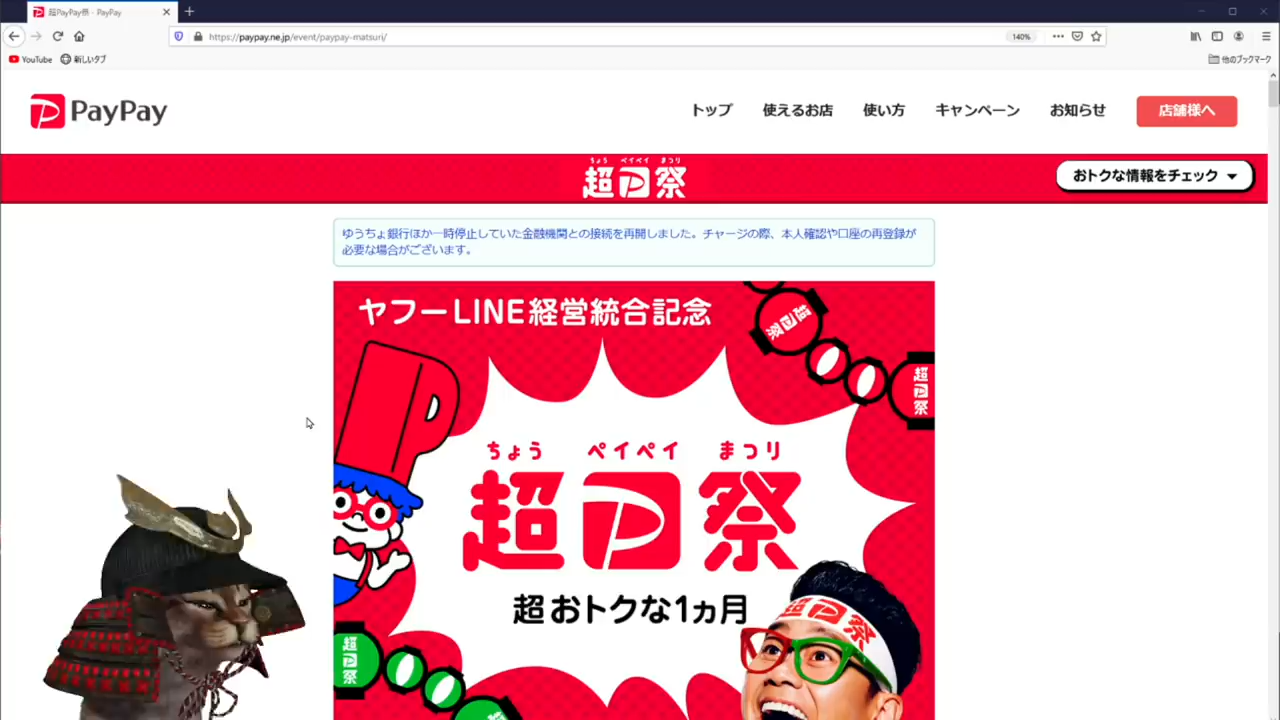 超PayPay祭 - PayPay
https://paypay.ne.jp/event/paypay-matsuri/
140%
YouTube
新しいタブ
他のブックマーク
PayPay
トップ
使えるお店
使い方
キャンペーン
お知らせ
店舗様へ
ちょう ペイペイ まつり
超P祭
おトクな情報をチェック
ゆうちょ銀行ほか一時停止していた金融機関との接続を再開しました。チャージの際、本人確認や口座の再登録が
必要な場合がございます。
ヤフーLINE経営統合記念
超P祭
超P祭
ちょう ペイペイ まつり
超P祭
超おトクな1ヵ月
祭P超
超P祭